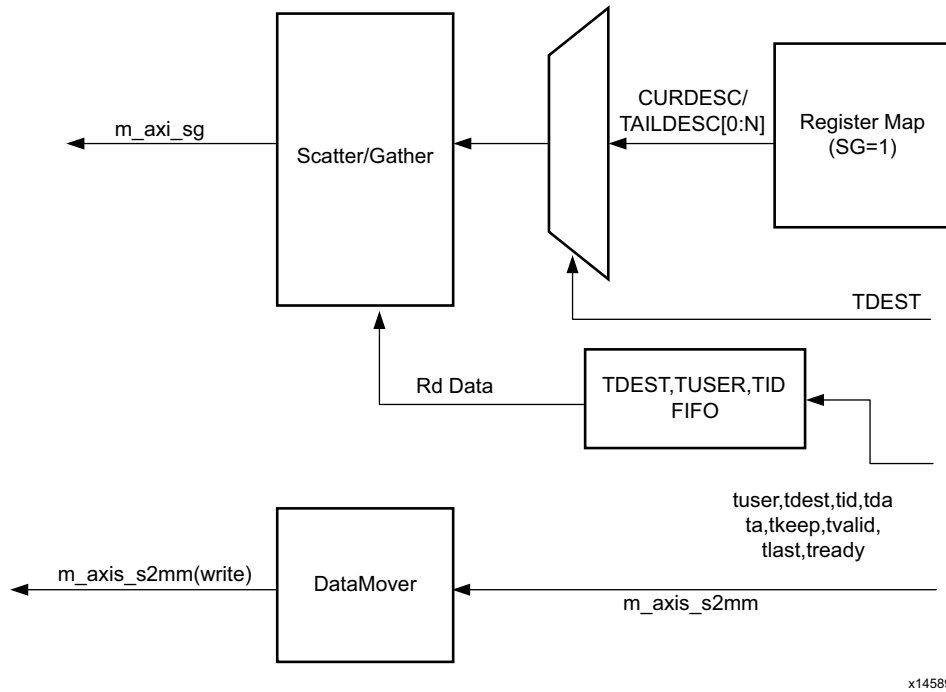 m_axi_sg
Scatter/Gather
CURDESC/
TAILDESC[0:N]
Register Map
(SG=1)
TDEST
Rd Data
TDEST,TUSER,TID
FIFO
tuser,tdest,tid,tda
ta,tkeep,tvalid,
tlast,tready
m_axis_s2mm(write)
DataMover
m_axis_s2mm
x14589